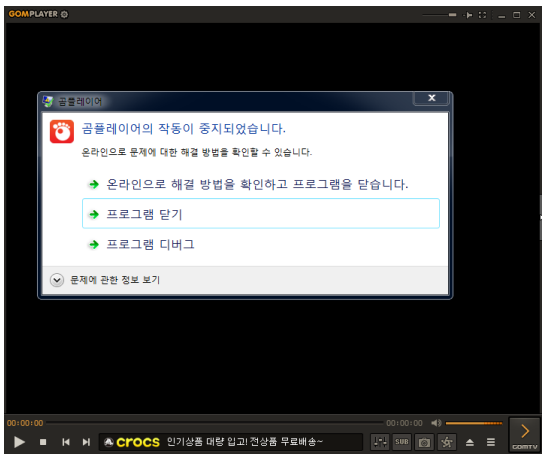 GOMPLAYER
곰플레이어
곰플레이어의 작동이 중지되었습니다.
온라인으로 문제에 대한 해결 방법을 확인할 수 있습니다.
온라인으로 해결 방법을 확인하고 프로그램을 닫습니다.
프로그램 닫기
프로그램 디버그
문제에 관한 정보 보기
00:00:00
00:00:00
crocs 인기상품 대량 입고! 전상품 무료배송~
SUB
GOMTV